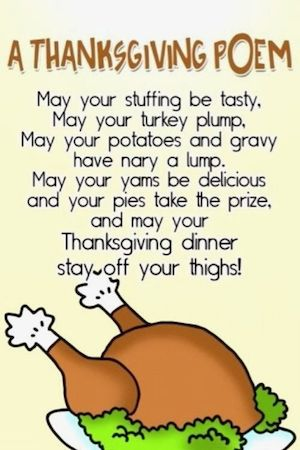 A THANKSGIVING POEM
May your stuffing be tasty,
May your turkey plump,
May your potatoes and gravy
have nary a lump.
May your yams be delicious
and your pies take the prize,
and may your
Thanksgiving dinner
stay off your thighs!